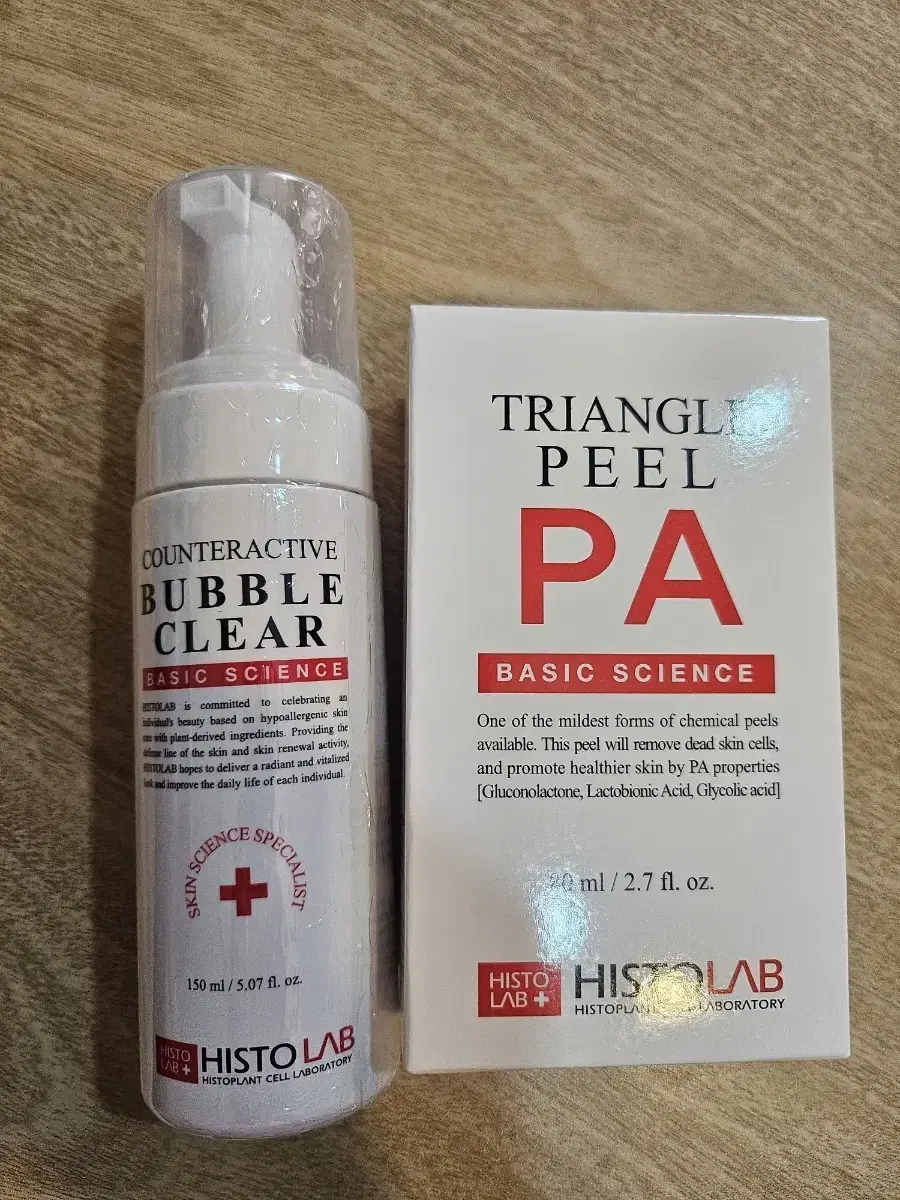 COUNTERACTIVE
BUBBLE
CLEAR
BASIC SCIENCE
HISTOLAB is committed to celebrating an
individual's beauty based on hypoallergenic skin
care with plant-derived ingredients. Providing the
defense line of the skin and skin renewal activity,
HISTOLAB hopes to deliver a radiant and vitalized
look and improve the daily life of each individual.
SKIN SCIENCE SPECIALIST
150 ml / 5.07 fl. oz.
HISTO
LAB +
HISTOLAB
HISTOPLANT CELL LABORATORY
TRIANGLE
PEEL
PA
BASIC SCIENCE
One of the mildest forms of chemical peels
available. This peel will remove dead skin cells,
and promote healthier skin by PA properties
[Gluconolactone, Lactobionic Acid, Glycolic acid]
80 ml / 2.7 fl. oz.
HISTO
LAB +
HISTOLAB
HISTOPLANT CELL LABORATORY